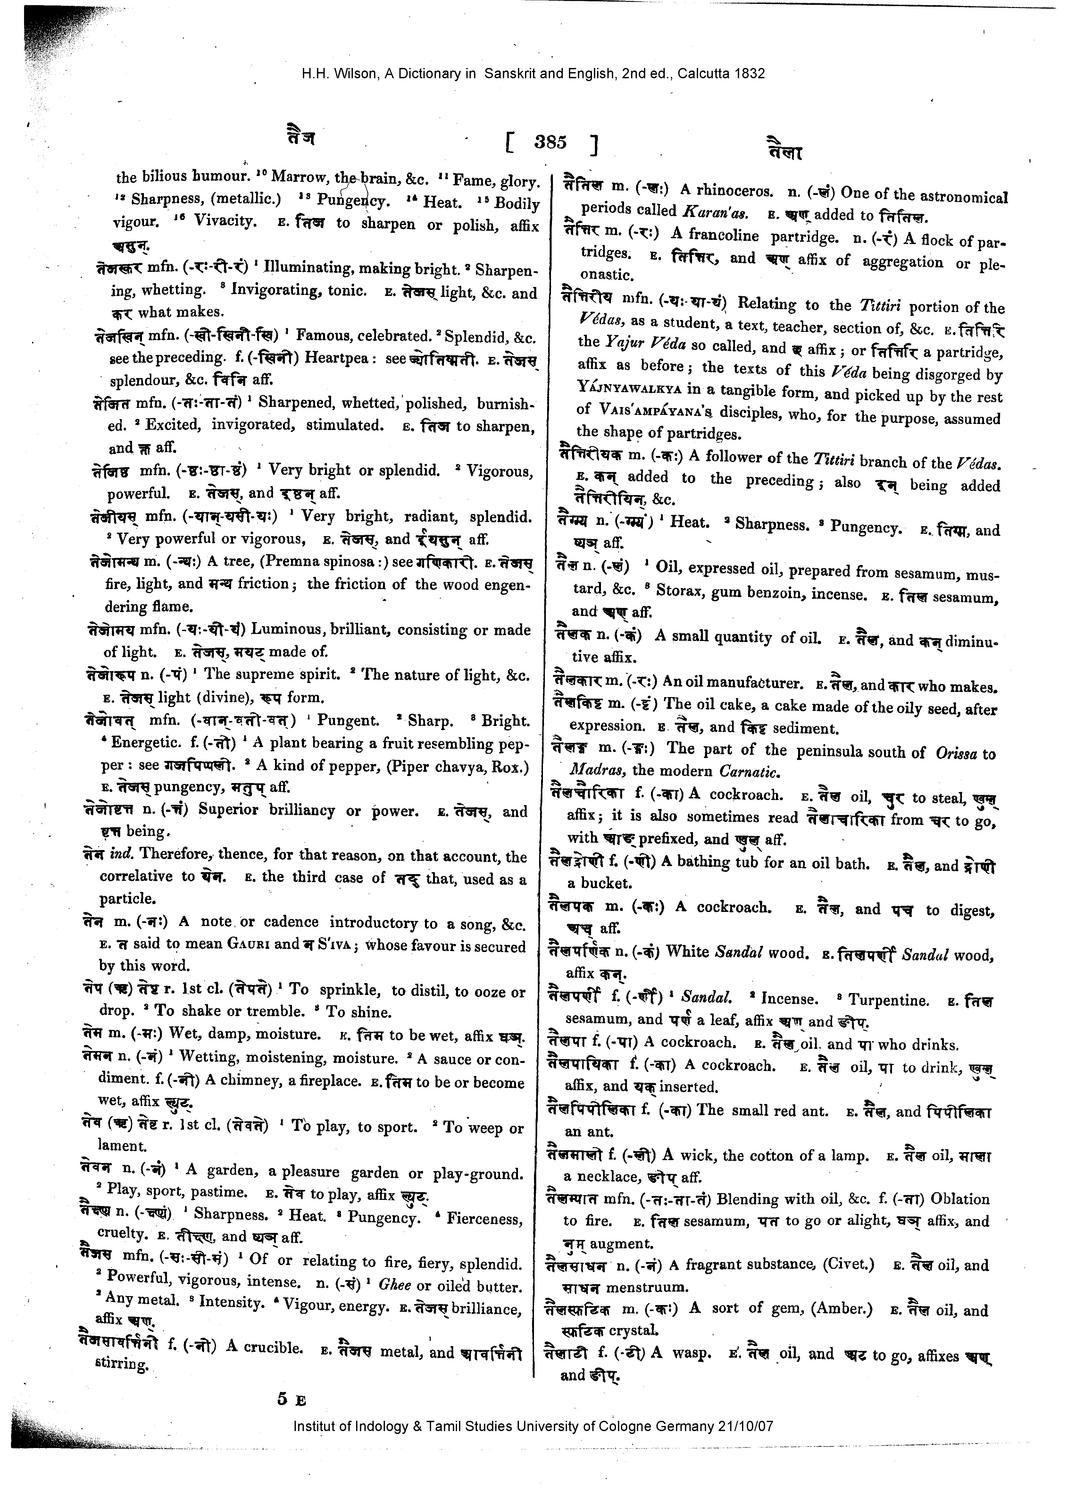 H.H. Wilson, A Dictionary in Sanskrit and English, 2nd ed., Calcutta 1832
तैज
[ 385 ]
तैला
the bilious humour. ¹⁰ Marrow, the brain, &c. ¹¹ Fame, glory.
¹² Sharpness, (metallic.) ¹³ Pungency. ¹⁴ Heat. ¹⁵ Bodily
vigour. ¹⁶ Vivacity. E. तिज to sharpen or polish, affix
असुन्.
तेजस्कर mfn. (-रः-री-रं) ¹ Illuminating, making bright. ² Sharpen-
ing, whetting. ³ Invigorating, tonic. E. तेजस् light, &c. and
कर what makes.
तेजखिन् mfn. (-खी-खिनी-खि) ¹ Famous, celebrated. ² Splendid, &c.
see the preceding. f. (-खिनी) Heartpea: see ज्योतिष्मती. E. तेजस्
splendour, &c. विनि aff.
तेजित mfn. (-तः-ता-तं) ¹ Sharpened, whetted, polished, burnish-
ed. ² Excited, invigorated, stimulated. E. तिज to sharpen,
and क्त aff.
तेजिष्ठ mfn. (-ष्ठः-ष्ठा-ष्ठं) ¹ Very bright or splendid. ² Vigorous,
powerful. E. तेजस्, and इष्ठन् aff.
तेजीयस् mfn. (-यान्-यसी-यः) ¹ Very bright, radiant, splendid.
² Very powerful or vigorous, E. तेजस्, and ईयसुन् aff.
तेजोमन्थ m. (-न्थः) A tree, (Premna spinosa:) see गणिकारी. E. तेजस्
fire, light, and मन्थ friction; the friction of the wood engen-
dering flame.
तेजोमय mfn. (-यः-यी-यं) Luminous, brilliant, consisting or made
of light. E. तेजस्, मयट् made of.
तेजोरूप n. (-पं) ¹ The supreme spirit. ² The nature of light, &c.
E. तेजस् light (divine), रूप form.
तेजोवत् mfn. (-वान्-वती-वत्) ¹ Pungent. ² Sharp. ³ Bright.
⁴ Energetic. f. (-ती) ¹ A plant bearing a fruit resembling pep-
per: see गजपिप्पली. ² A kind of pepper, (Piper chavya, Rox.)
E. तेजस् pungency, मतुप् aff.
तेजोवृत्त n. (-त्तं) Superior brilliancy or power. E. तेजस्, and
वृत्त being.
तेन ind. Therefore, thence, for that reason, on that account, the
correlative to येन. E. the third case of तद् that, used as a
particle.
तेन m. (-नः) A note or cadence introductory to a song, &c.
E. त said to mean GAURI and न S'IVA; whose favour is secured
by this word.
तेप (ऋ) तेपृ r. 1st cl. (तेपते) ¹ To sprinkle, to distil, to ooze or
drop. ² To shake or tremble. ³ To shine.
तेम m. (-मः) Wet, damp, moisture. E. तिम to be wet, affix घञ्.
तेमन n. (-नं) ¹ Wetting, moistening, moisture. ² A sauce or con-
diment. f. (-नी) A chimney, a fireplace. E. तिम to be or become
wet, affix ल्युट्.
तेव (ऋ) तेवृ r. 1st cl. (तेवते) ¹ To play, to sport. ² To weep or
lament.
तेवन n. (-नं) ¹ A garden, a pleasure garden or play-ground.
² Play, sport, pastime. E. तेव to play, affix ल्युट्.
तैक्ष्ण्य n. (-क्ष्ण्यं) ¹ Sharpness. ² Heat. ³ Pungency. ⁴ Fierceness,
cruelty. E. तीक्ष्ण, and ष्यञ् aff.
तैजस mfn. (-सः-सी-सं) ¹ Of or relating to fire, fiery, splendid.
² Powerful, vigorous, intense. n. (-सं) ¹ Ghee or oiled butter.
² Any metal. ³ Intensity. ⁴ Vigour, energy. E. तेजस् brilliance,
affix अण्.
तैजसावर्त्तिनी f. (-नी) A crucible. E. तैजस metal, and आवर्त्तिनी
stirring.
तैतिल m. (-लः) A rhinoceros. n. (-लं) One of the astronomical
periods called Karan'as. E. अण् added to तितिल.
तैत्तिर m. (-रः) A francoline partridge. n. (-रं) A flock of par-
tridges. E. तित्तिर, and अण् affix of aggregation or ple-
onastic.
तैत्तिरीय mfn. (-यः-या-यं) Relating to the Tittiri portion of the
Védas, as a student, a text, teacher, section of, &c. E. तित्तिरि
the Yajur Véda so called, and छ affix; or तित्तिरि a partridge,
affix as before; the texts of this Véda being disgorged by
YÁJNYAWALKYA in a tangible form, and picked up by the rest
of VAIS'AMPÁYANA's disciples, who, for the purpose, assumed
the shape of partridges.
तैत्तिरीयक m. (-कः) A follower of the Tittiri branch of the Védas.
E. कन् added to the preceding; also इन् being added
तैत्तिरीयिन्, &c.
तैग्म्य n. (-ग्म्यं) ¹ Heat. ² Sharpness. ³ Pungency. E. तिग्म, and
ष्यञ् aff.
तैल n. (-लं) ¹ Oil, expressed oil, prepared from sesamum, mus-
tard, &c. ² Storax, gum benzoin, incense. E. तिल sesamum,
and अण् aff.
तैलक n. (-कं) A small quantity of oil. E. तैल, and कन् diminu-
tive affix.
तैलकार m. (-रः) An oil manufacturer. E. तैल, and कार who makes.
तैलकिट्ट m. (-ट्टं) The oil cake, a cake made of the oily seed, after
expression. E. तैल, and किट्ट sediment.
तैलङ्ग m. (-ङ्गः) The part of the peninsula south of Orissa to
Madras, the modern Carnatic.
तैलचौरिका f. (-का) A cockroach. E. तैल oil, चुर to steal, ण्वुल्
affix; it is also sometimes read तैलाचारिका from चर to go,
with आङ् prefixed, and ण्वुल् aff.
तैलद्रोणी f. (-णी) A bathing tub for an oil bath. E. तैल, and द्रोणी
a bucket.
तैलपक m. (-कः) A cockroach. E. तैल, and पच to digest,
अच् aff.
तैलपर्णिक n. (-कं) White Sandal wood. E. तिलपर्णी Sandal wood,
affix कन्.
तैलपर्णी f. (-र्णी) ¹ Sandal. ² Incense. ³ Turpentine. E. तिल
sesamum, and पर्ण a leaf, affix अण् and ङीप्.
तैलपा f. (-पा) A cockroach. E. तैल oil. and पा who drinks.
तैलपायिका f. (-का) A cockroach. E. तैल oil, पा to drink, ण्वुल्
affix, and यक् inserted.
तैलपिपीलिका f. (-का) The small red ant. E. तैल, and पिपीलिका
an ant.
तैलमाली f. (-ली) A wick, the cotton of a lamp. E. तैल oil, माला
a necklace, ङीप् aff.
तैलम्पात mfn. (-तः-ता-तं) Blending with oil, &c. f. (-ता) Oblation
to fire. E. तिल sesamum, पत to go or alight, घञ् affix, and
नुम् augment.
तैलसाधन n. (-नं) A fragrant substance, (Civet.) E. तैल oil, and
साधन menstruum.
तैलस्फटिक m. (-कः) A sort of gem, (Amber.) E. तैल oil, and
स्फटिक crystal.
तैलाटी f. (-टी) A wasp. E. तैल oil, and अट to go, affixes अण्
and ङीप्.
5 E
Institut of Indology & Tamil Studies University of Cologne Germany 21/10/07